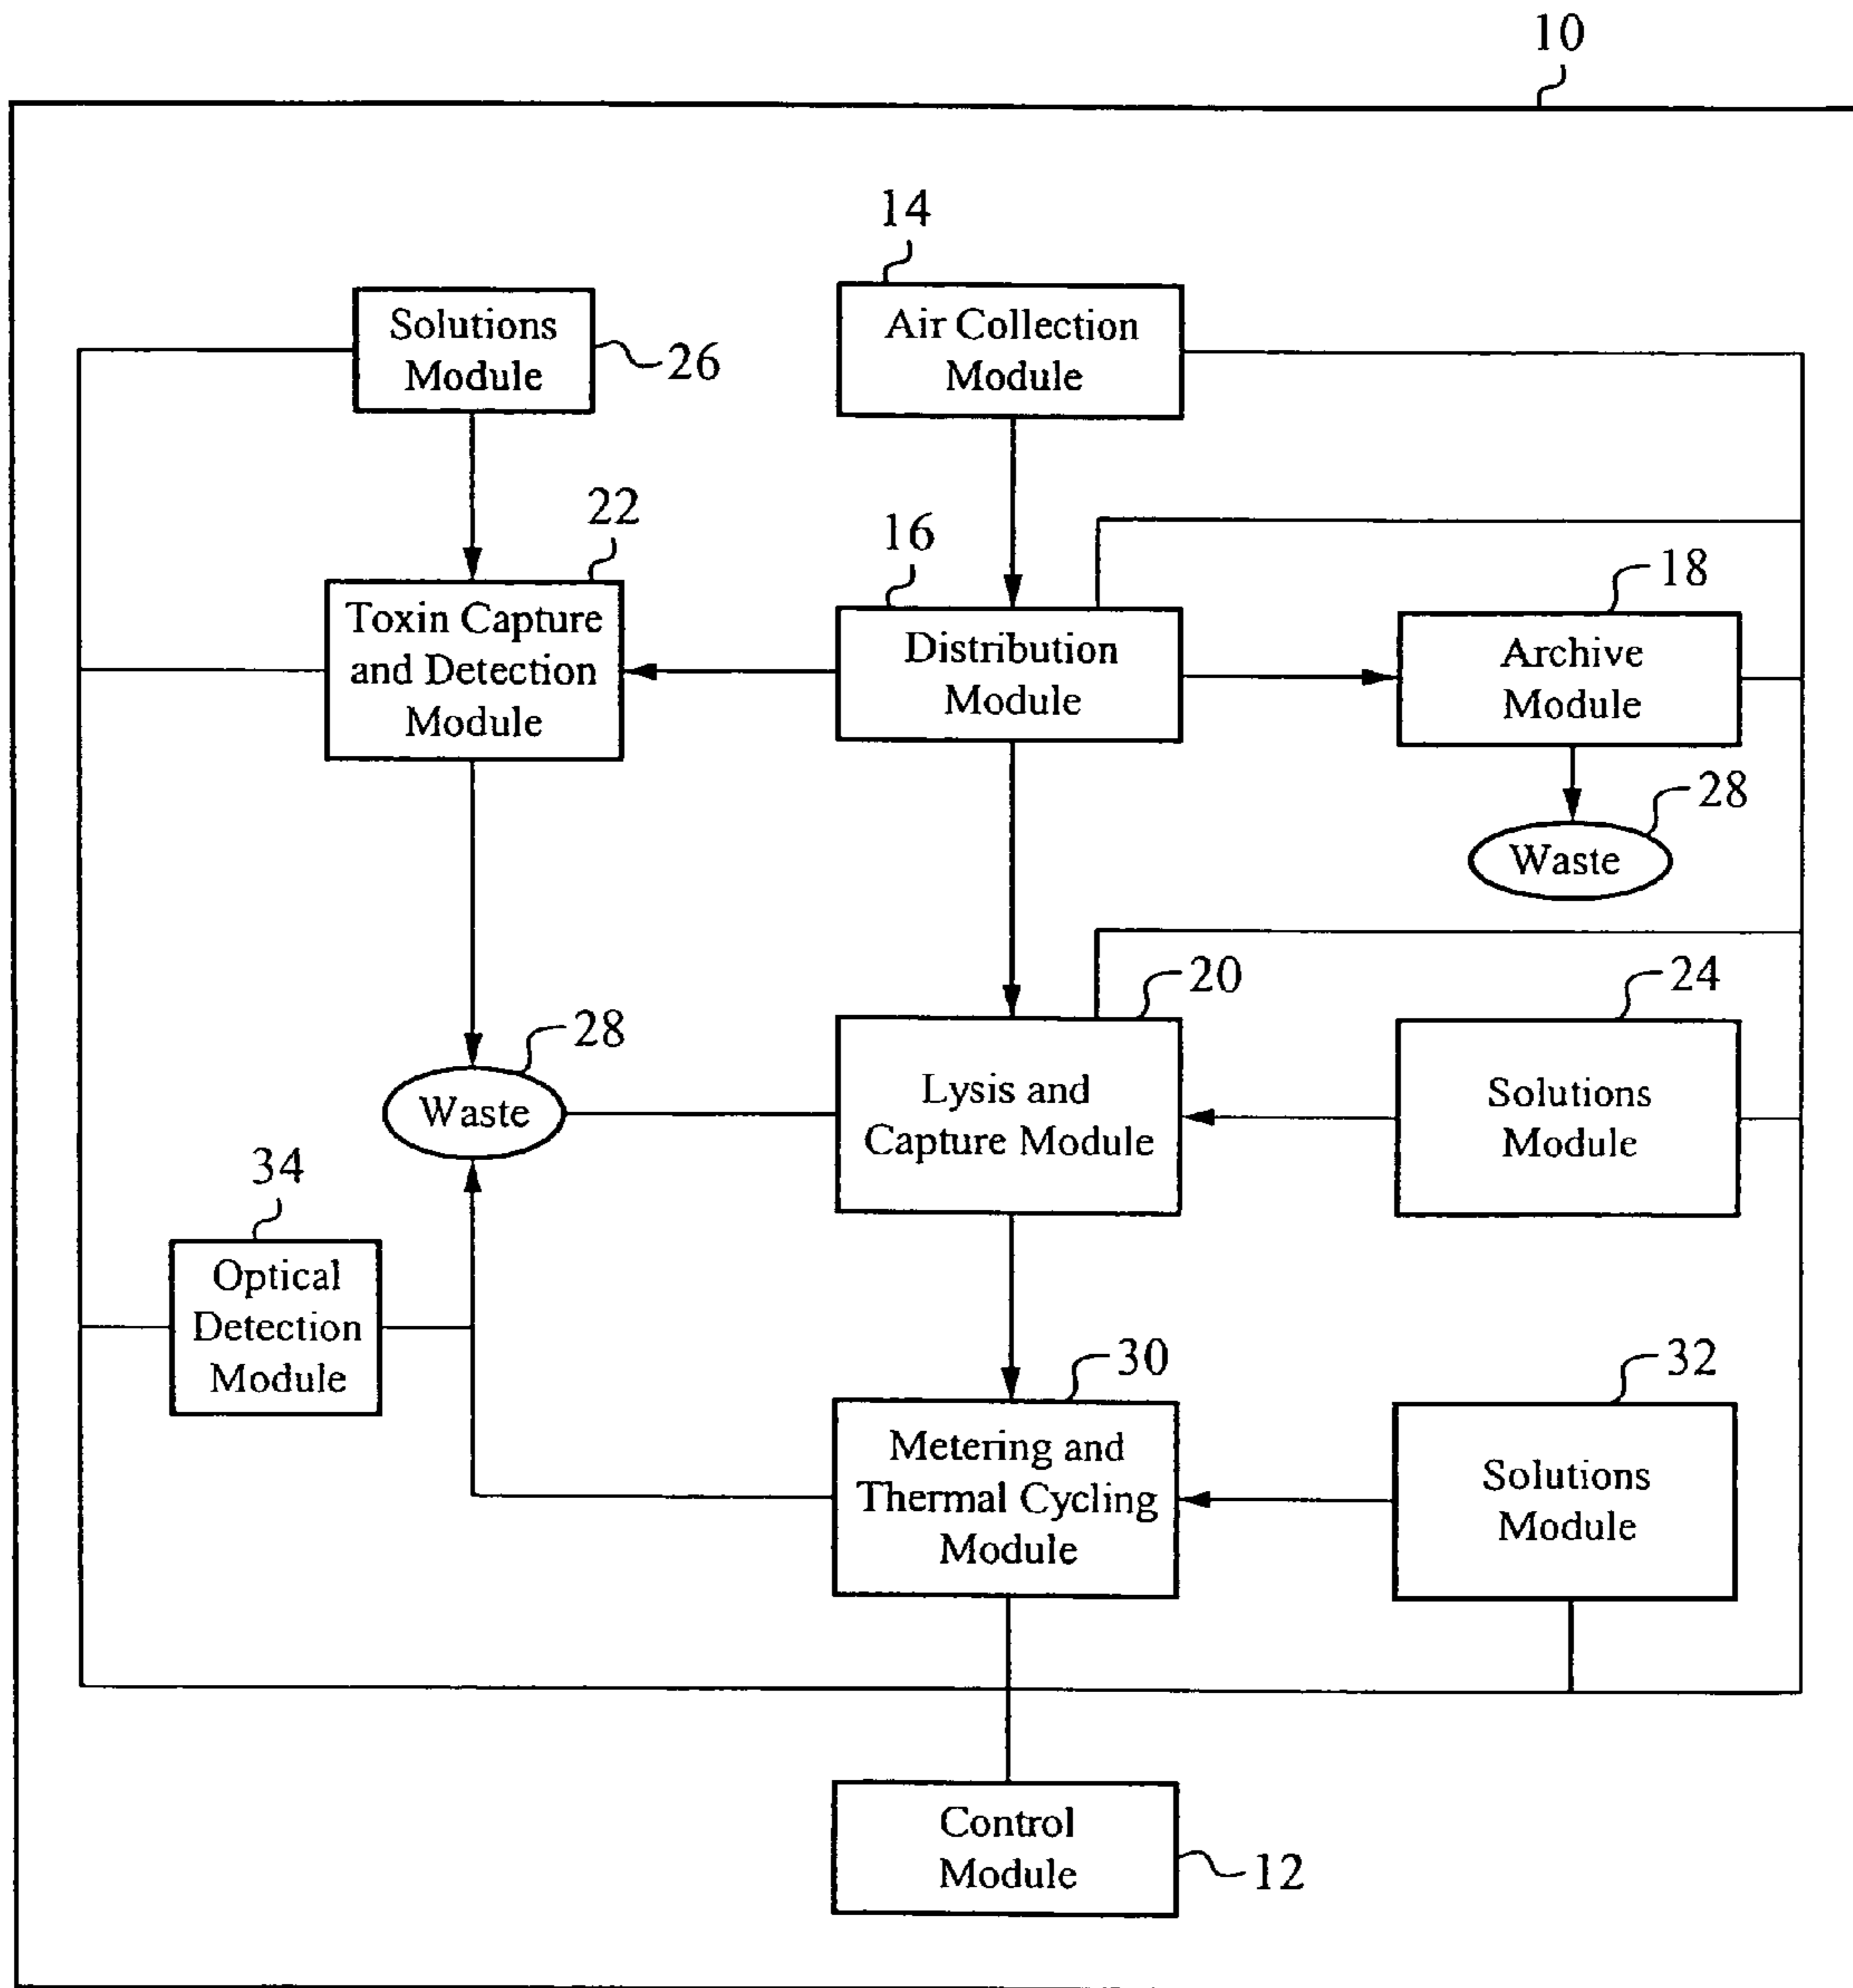 10
14
Solutions
Module
26
Air Collection
Module
22
16
18
Toxin Capture
and Detection
Module
Distribution
Module
Archive
Module
28
Waste
20
24
28
Waste
Lysis and
Capture Module
Solutions
Module
34
Optical
Detection
Module
30
32
Metering and
Thermal Cycling
Module
Solutions
Module
Control
Module
12